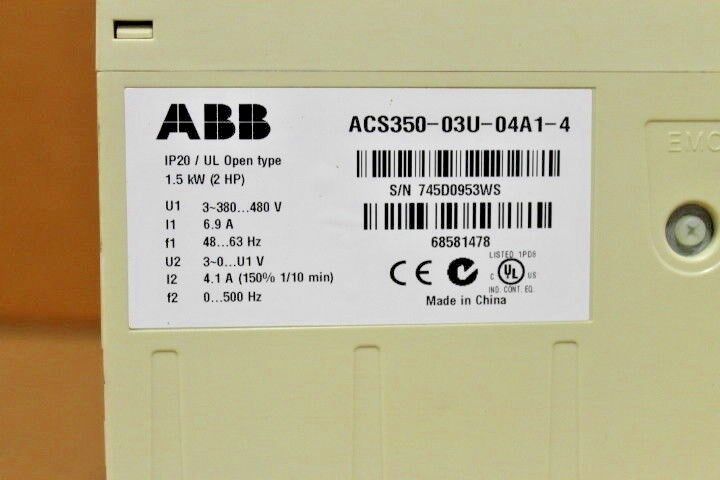 ABB
ACS350-03U-04A1-4
IP20 / UL Open type
1.5 kW (2 HP)
S/N 745D0953WS
U1 3~380...480 V
I1 6.9 A
f1 48...63 Hz
U2 3~0...U1 V
I2 4.1 A (150% 1/10 min)
f2 0...500 Hz
68581478
CE
LISTED 1PD8
C UL US
IND. CONT. EQ.
Made in China
EMC